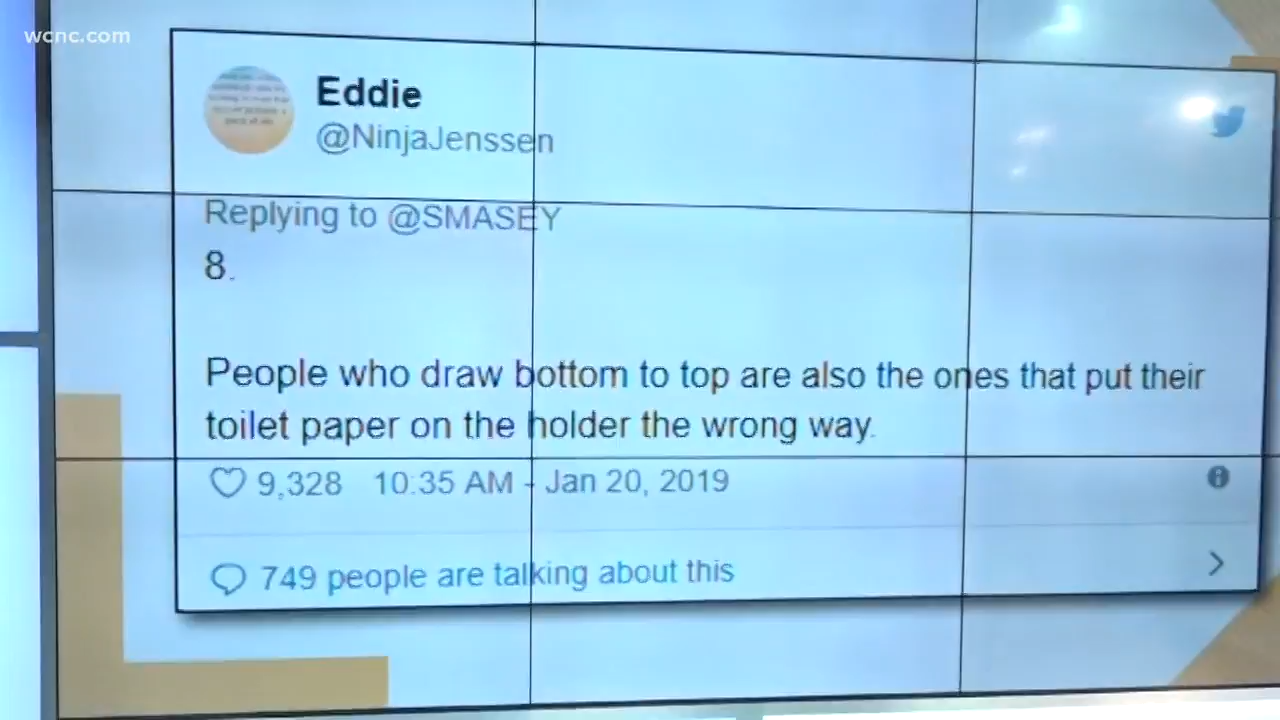 wcnc.com
Eddie
@NinjaJenssen
Replying to @SMASEY
8.
People who draw bottom to top are also the ones that put their
toilet paper on the holder the wrong way.
9,328 10:35 AM - Jan 20, 2019
749 people are talking about this